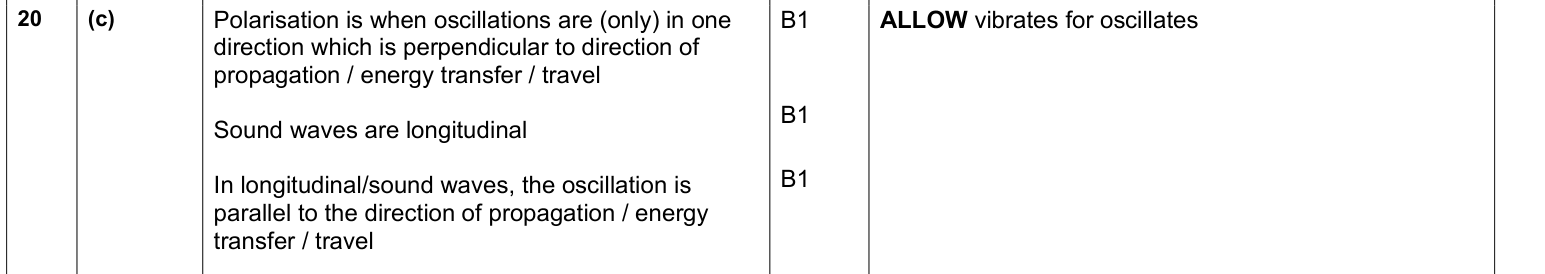 20 (c) Polarisation is when oscillations are (only) in one B1 ALLOW vibrates for oscillates
direction which is perpendicular to direction of
propagation / energy transfer / travel
B1
Sound waves are longitudinal
B1
In longitudinal/sound waves, the oscillation is
parallel to the direction of propagation / energy
transfer / travel